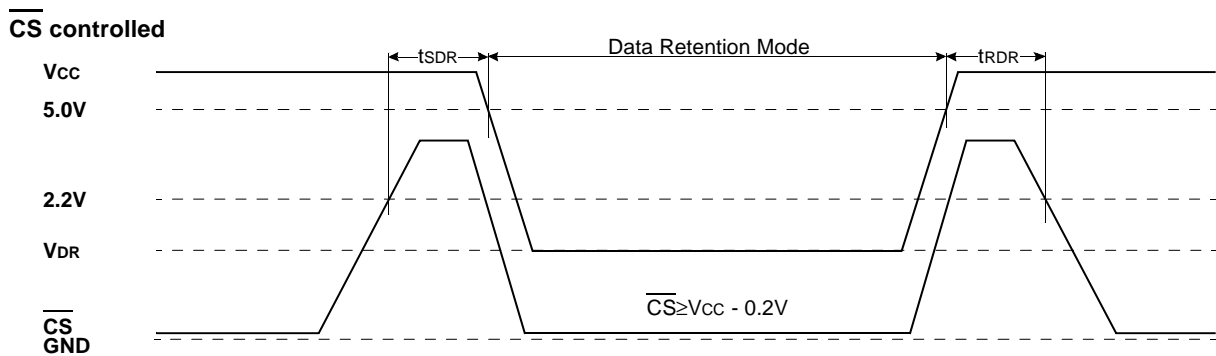 CS controlled
tSDR
Data Retention Mode
tRDR
VCC
5.0V
2.2V
VDR
CS≥VCC - 0.2V
CS
GND